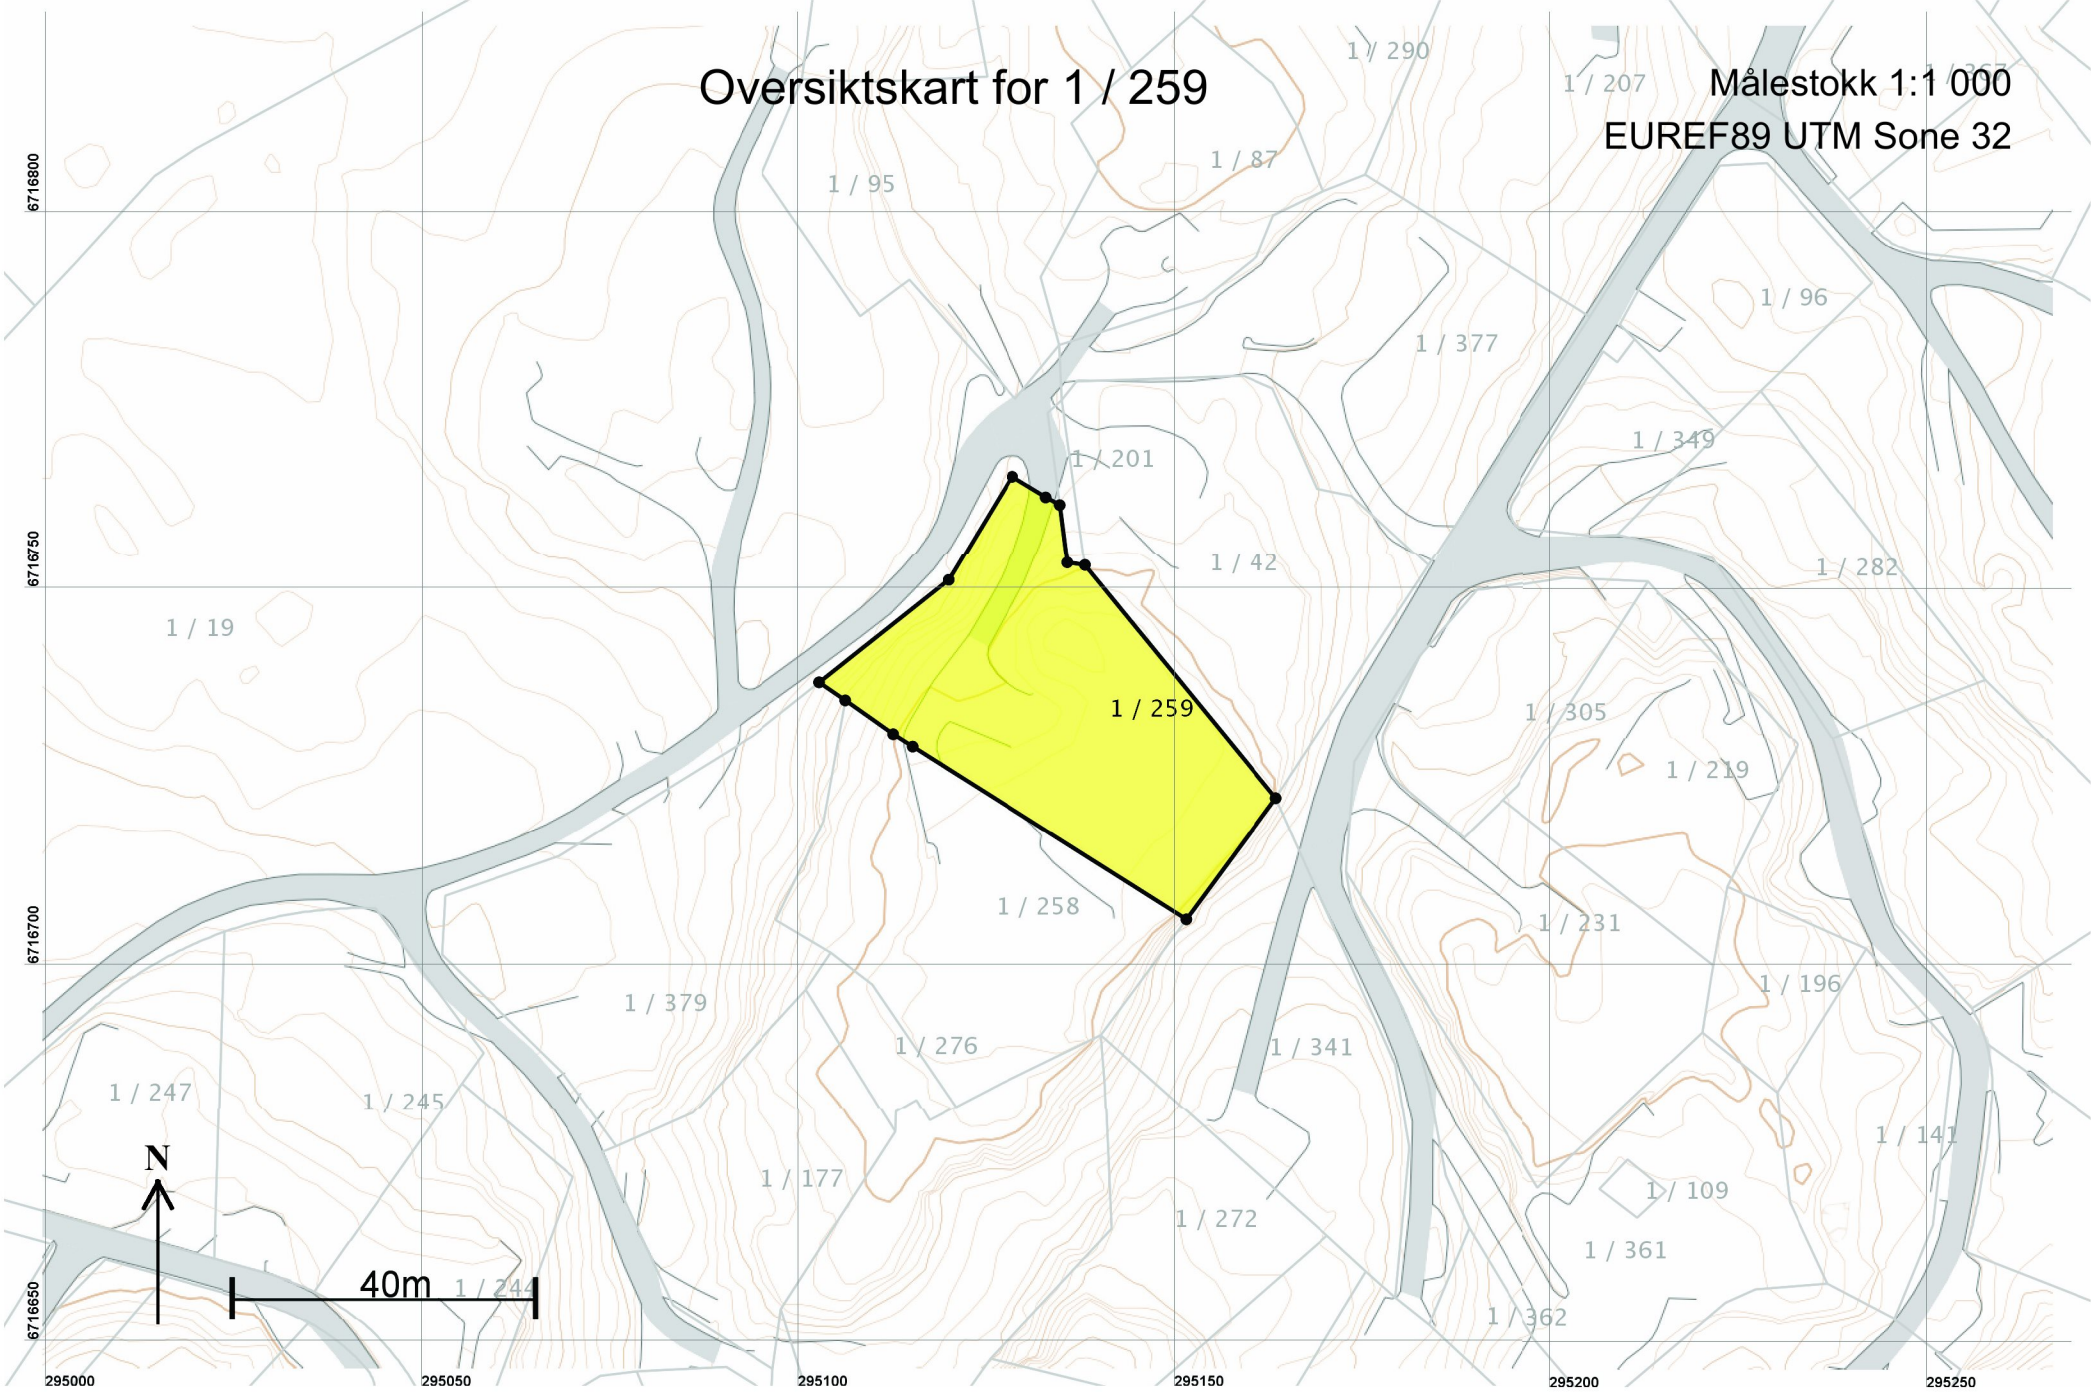 1 / 290
Oversiktskart for 1 / 259
1 / 207
1 / 367
Målestokk 1:1 000
EUREF89 UTM Sone 32
1 / 87
1 / 95
6716800
1 / 96
1 / 377
1 / 349
1 / 201
6716750
1 / 42
1 / 282
1 / 19
1 / 259
1 / 305
1 / 219
1 / 258
1 / 231
6716700
1 / 196
1 / 379
1 / 276
1 / 341
1 / 247
1 / 245
1 / 141
N
1 / 177
1 / 109
1 / 272
1 / 361
40m
1 / 244
1 / 362
6716650
295000
295050
295100
295150
295200
295250